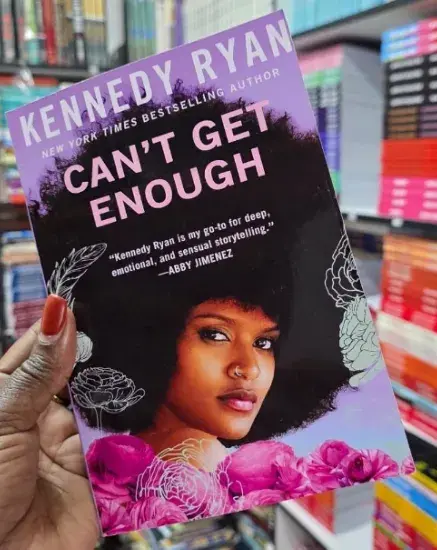 KENNEDY RYAN
NEW YORK TIMES BESTSELLING AUTHOR
CAN'T GET
ENOUGH
“Kennedy Ryan is my go-to for deep,
emotional, and sensual storytelling.”
—ABBY JIMENEZ